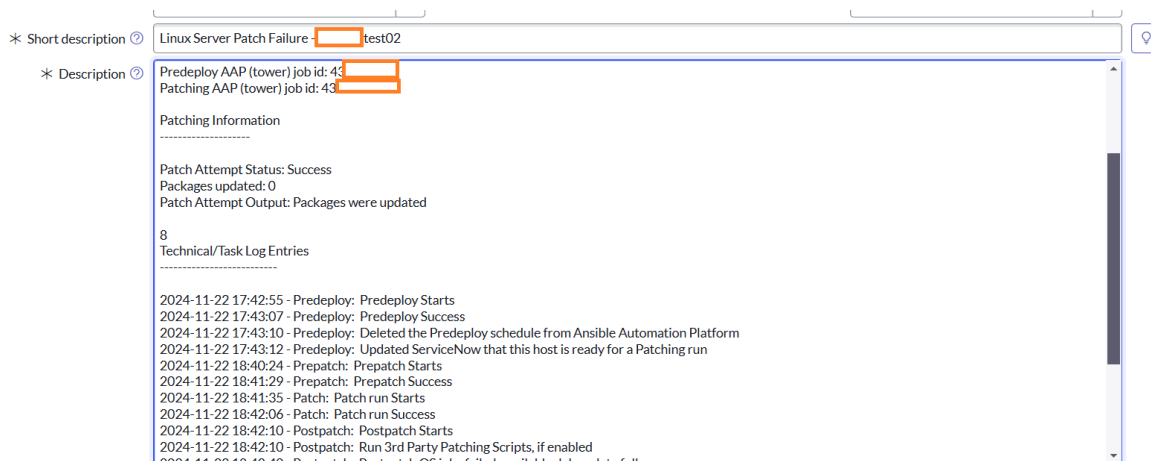 Short description
Linux Server Patch Failure - test02
Description
Predeploy AAP (tower) job id: 43
Patching AAP (tower) job id: 43
Patching Information
--------------------
Patch Attempt Status: Success
Packages updated: 0
Patch Attempt Output: Packages were updated
8
Technical/Task Log Entries
--------------------------
2024-11-22 17:42:55 - Predeploy: Predeploy Starts
2024-11-22 17:43:07 - Predeploy: Predeploy Success
2024-11-22 17:43:10 - Predeploy: Deleted the Predeploy schedule from Ansible Automation Platform
2024-11-22 17:43:12 - Predeploy: Updated ServiceNow that this host is ready for a Patching run
2024-11-22 18:40:24 - Prepatch: Prepatch Starts
2024-11-22 18:41:29 - Prepatch: Prepatch Success
2024-11-22 18:41:35 - Patch: Patch run Starts
2024-11-22 18:42:06 - Patch: Patch run Success
2024-11-22 18:42:10 - Postpatch: Postpatch Starts
2024-11-22 18:42:10 - Postpatch: Run 3rd Party Patching Scripts, if enabled